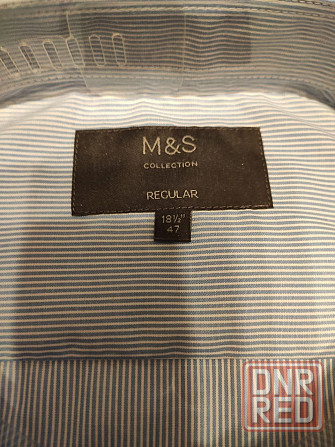 M&S
COLLECTION
REGULAR
18½"
47
DNR
RED